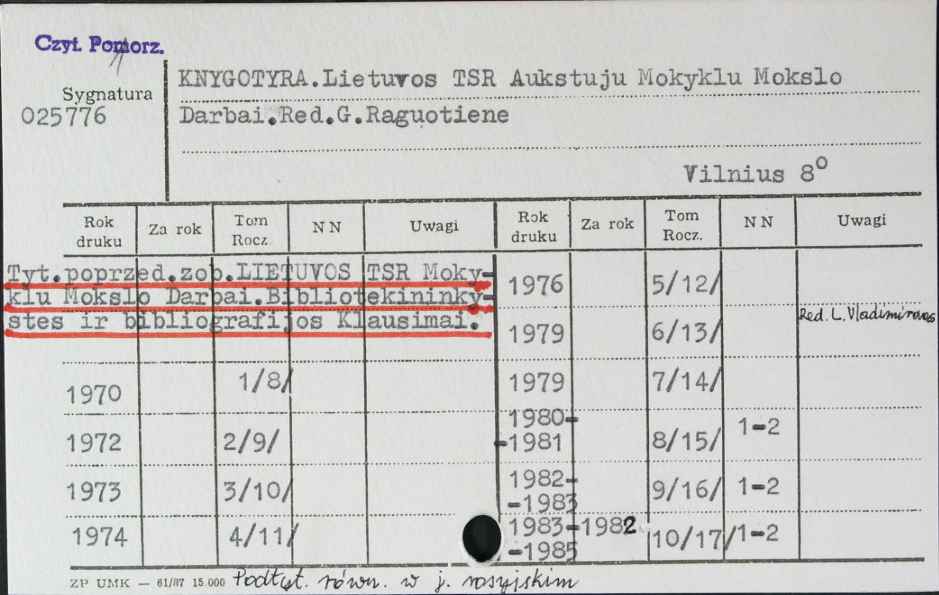 Czyt. Pomorz.
Sygnatura
025776
KNYGOTYRA.Lietuvos TSR Aukstuju Mokyklu Mokslo
Darbai.Red.G.Raguotiene
Vilnius 8⁰
Rok druku Za rok Tom Rocz. NN Uwagi Rok druku Za rok Tom Rocz. NN Uwagi
Tyt.poprzed.zob.LIETUVOS TSR Moky-
klu Mokslo Darbai.Bibliotekininky-
stes ir bibliografijos Klausimai.
1970 1/8/
1972 2/9/
1973 3/10/
1974 4/11/
1976 5/12/
1979 6/13/ Red. L. Vladimirovas
1979 7/14/
1980-
-1981 8/15/ 1-2
1982-
-1983 9/16/ 1-2
1983-1982
-1985 10/17/ 1-2
ZP UMK — 61/87 15.000 Podtyt. równ. w j. rosyjskim